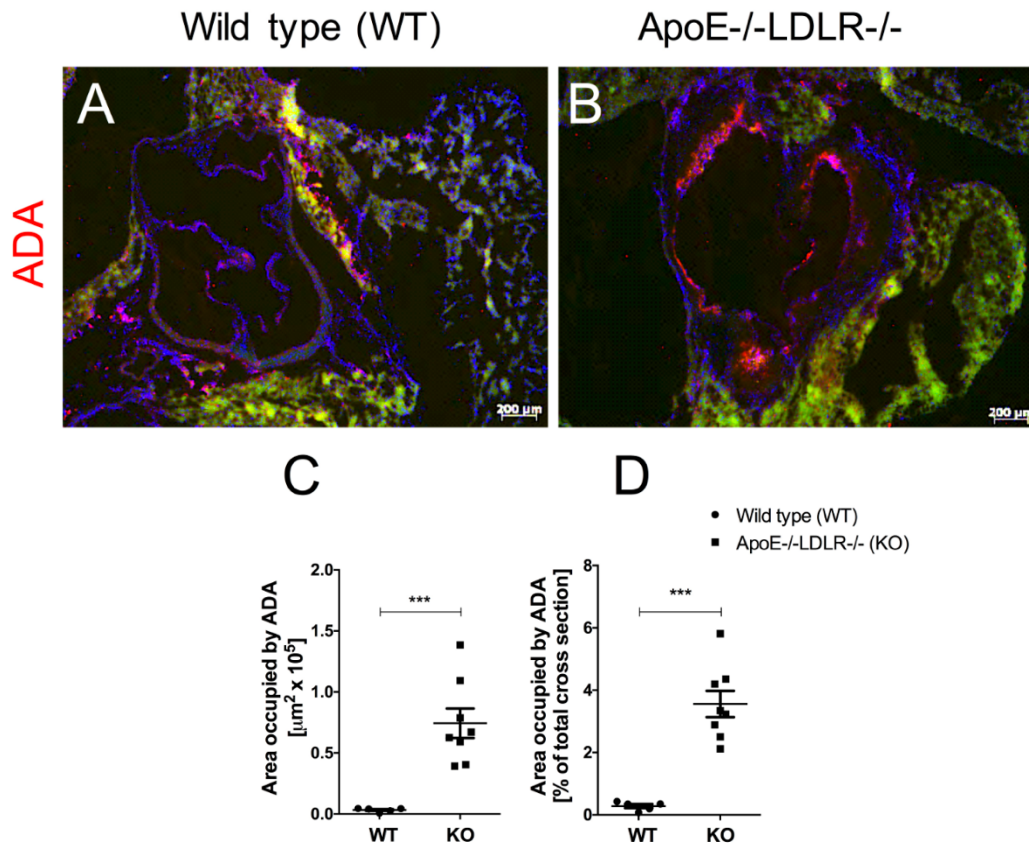 Wild type (WT)
ApoE-/-LDLR-/-
A
B
ADA
200 µm
200 µm
C
D
Wild type (WT)
ApoE-/-LDLR-/- (KO)
Area occupied by ADA
[µm² x 10⁵]
2.0
1.5
1.0
0.5
0.0
***
WT
KO
Area occupied by ADA
[% of total cross section]
8
6
4
2
0
***
WT
KO